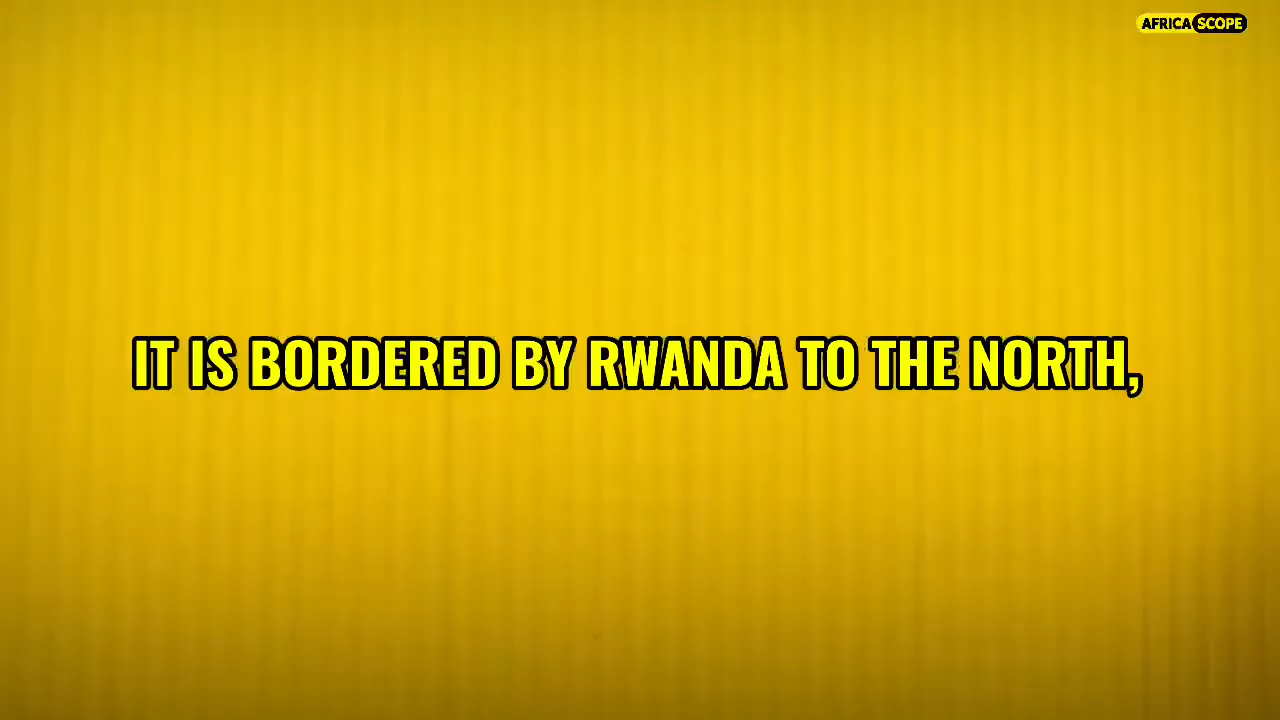 AFRICA SCOPE
IT IS BORDERED BY RWANDA TO THE NORTH,